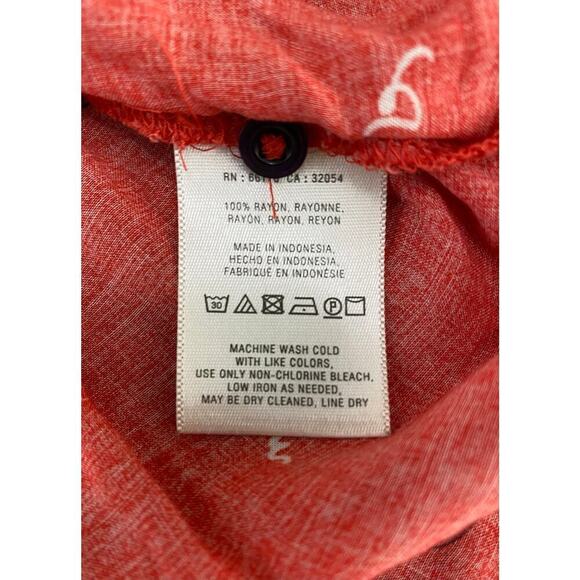 RN : CA : 32054
100% RAYON, RAYONNE,
RAYÓN, RAYON, REYON
MADE IN INDONESIA,
HECHO EN INDONESIA,
FABRIQUÉ EN INDONÉSIE
30 P
MACHINE WASH COLD
WITH LIKE COLORS,
USE ONLY NON-CHLORINE BLEACH,
LOW IRON AS NEEDED,
MAY BE DRY CLEANED, LINE DRY